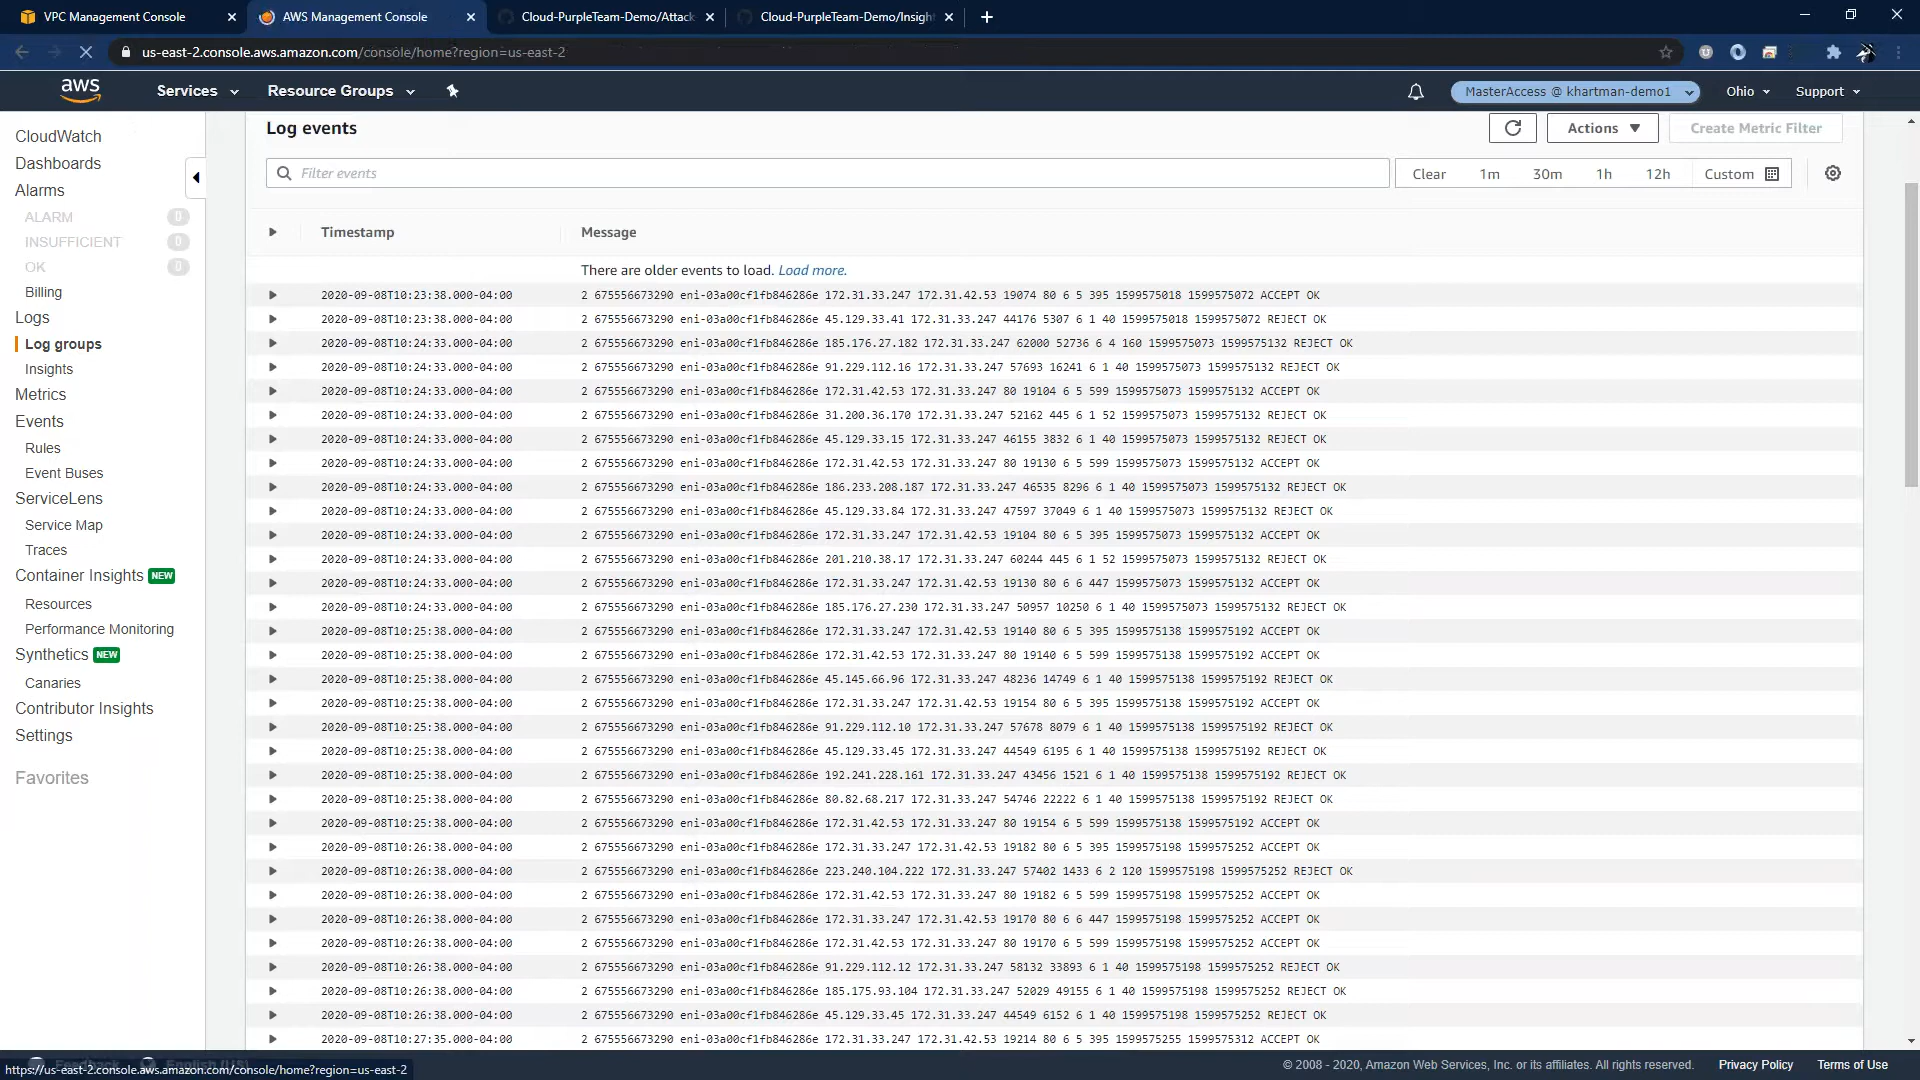 VPC Management Console
AWS Management Console
Cloud-PurpleTeam-Demo/Attack
Cloud-PurpleTeam-Demo/Insight
us-east-2.console.aws.amazon.com/console/home?region=us-east-2
aws
Services
Resource Groups
MasterAccess @ khartman-demo1
Ohio
Support
CloudWatch
Dashboards
Alarms
ALARM 0
INSUFFICIENT 0
OK 0
Billing
Logs
Log groups
Insights
Metrics
Events
Rules
Event Buses
ServiceLens
Service Map
Traces
Container Insights NEW
Resources
Performance Monitoring
Synthetics NEW
Canaries
Contributor Insights
Settings
Favorites
Log events
Actions
Create Metric Filter
Filter events
Clear 1m 30m 1h 12h Custom
Timestamp Message
There are older events to load. Load more.
2020-09-08T10:23:38.000-04:00 2 675556673290 eni-03a00cf1fb846286e 172.31.33.247 172.31.42.53 19074 80 6 5 395 1599575018 1599575072 ACCEPT OK
2020-09-08T10:23:38.000-04:00 2 675556673290 eni-03a00cf1fb846286e 45.129.33.41 172.31.33.247 44176 5307 6 1 40 1599575018 1599575072 REJECT OK
2020-09-08T10:24:33.000-04:00 2 675556673290 eni-03a00cf1fb846286e 185.176.27.182 172.31.33.247 62000 52736 6 4 160 1599575073 1599575132 REJECT OK
2020-09-08T10:24:33.000-04:00 2 675556673290 eni-03a00cf1fb846286e 91.229.112.16 172.31.33.247 57693 16241 6 1 40 1599575073 1599575132 REJECT OK
2020-09-08T10:24:33.000-04:00 2 675556673290 eni-03a00cf1fb846286e 172.31.42.53 172.31.33.247 80 19104 6 5 599 1599575073 1599575132 ACCEPT OK
2020-09-08T10:24:33.000-04:00 2 675556673290 eni-03a00cf1fb846286e 31.200.36.170 172.31.33.247 52162 445 6 1 52 1599575073 1599575132 REJECT OK
2020-09-08T10:24:33.000-04:00 2 675556673290 eni-03a00cf1fb846286e 45.129.33.15 172.31.33.247 46155 3832 6 1 40 1599575073 1599575132 REJECT OK
2020-09-08T10:24:33.000-04:00 2 675556673290 eni-03a00cf1fb846286e 172.31.42.53 172.31.33.247 80 19130 6 5 599 1599575073 1599575132 ACCEPT OK
2020-09-08T10:24:33.000-04:00 2 675556673290 eni-03a00cf1fb846286e 186.233.208.187 172.31.33.247 46535 8296 6 1 40 1599575073 1599575132 REJECT OK
2020-09-08T10:24:33.000-04:00 2 675556673290 eni-03a00cf1fb846286e 45.129.33.84 172.31.33.247 47597 37049 6 1 40 1599575073 1599575132 REJECT OK
2020-09-08T10:24:33.000-04:00 2 675556673290 eni-03a00cf1fb846286e 172.31.33.247 172.31.42.53 19104 80 6 5 395 1599575073 1599575132 ACCEPT OK
2020-09-08T10:24:33.000-04:00 2 675556673290 eni-03a00cf1fb846286e 201.210.38.17 172.31.33.247 60244 445 6 1 52 1599575073 1599575132 REJECT OK
2020-09-08T10:24:33.000-04:00 2 675556673290 eni-03a00cf1fb846286e 172.31.33.247 172.31.42.53 19130 80 6 6 447 1599575073 1599575132 ACCEPT OK
2020-09-08T10:24:33.000-04:00 2 675556673290 eni-03a00cf1fb846286e 185.176.27.230 172.31.33.247 50957 10250 6 1 40 1599575073 1599575132 REJECT OK
2020-09-08T10:25:38.000-04:00 2 675556673290 eni-03a00cf1fb846286e 172.31.33.247 172.31.42.53 19140 80 6 5 395 1599575138 1599575192 ACCEPT OK
2020-09-08T10:25:38.000-04:00 2 675556673290 eni-03a00cf1fb846286e 172.31.42.53 172.31.33.247 80 19140 6 5 599 1599575138 1599575192 ACCEPT OK
2020-09-08T10:25:38.000-04:00 2 675556673290 eni-03a00cf1fb846286e 45.145.66.96 172.31.33.247 48236 14749 6 1 40 1599575138 1599575192 REJECT OK
2020-09-08T10:25:38.000-04:00 2 675556673290 eni-03a00cf1fb846286e 172.31.33.247 172.31.42.53 19154 80 6 5 395 1599575138 1599575192 ACCEPT OK
2020-09-08T10:25:38.000-04:00 2 675556673290 eni-03a00cf1fb846286e 91.229.112.10 172.31.33.247 57678 8079 6 1 40 1599575138 1599575192 REJECT OK
2020-09-08T10:25:38.000-04:00 2 675556673290 eni-03a00cf1fb846286e 45.129.33.45 172.31.33.247 44549 6195 6 1 40 1599575138 1599575192 REJECT OK
2020-09-08T10:25:38.000-04:00 2 675556673290 eni-03a00cf1fb846286e 192.241.228.161 172.31.33.247 43456 1521 6 1 40 1599575138 1599575192 REJECT OK
2020-09-08T10:25:38.000-04:00 2 675556673290 eni-03a00cf1fb846286e 80.82.68.217 172.31.33.247 54746 22222 6 1 40 1599575138 1599575192 REJECT OK
2020-09-08T10:25:38.000-04:00 2 675556673290 eni-03a00cf1fb846286e 172.31.42.53 172.31.33.247 80 19154 6 5 599 1599575138 1599575192 ACCEPT OK
2020-09-08T10:26:38.000-04:00 2 675556673290 eni-03a00cf1fb846286e 172.31.33.247 172.31.42.53 19182 80 6 5 395 1599575198 1599575252 ACCEPT OK
2020-09-08T10:26:38.000-04:00 2 675556673290 eni-03a00cf1fb846286e 223.240.104.222 172.31.33.247 57402 1433 6 2 120 1599575198 1599575252 REJECT OK
2020-09-08T10:26:38.000-04:00 2 675556673290 eni-03a00cf1fb846286e 172.31.42.53 172.31.33.247 80 19182 6 5 599 1599575198 1599575252 ACCEPT OK
2020-09-08T10:26:38.000-04:00 2 675556673290 eni-03a00cf1fb846286e 172.31.33.247 172.31.42.53 19170 80 6 6 447 1599575198 1599575252 ACCEPT OK
2020-09-08T10:26:38.000-04:00 2 675556673290 eni-03a00cf1fb846286e 172.31.42.53 172.31.33.247 80 19170 6 5 599 1599575198 1599575252 ACCEPT OK
2020-09-08T10:26:38.000-04:00 2 675556673290 eni-03a00cf1fb846286e 91.229.112.12 172.31.33.247 58132 33893 6 1 40 1599575198 1599575252 REJECT OK
2020-09-08T10:26:38.000-04:00 2 675556673290 eni-03a00cf1fb846286e 185.175.93.104 172.31.33.247 52029 49155 6 1 40 1599575198 1599575252 REJECT OK
2020-09-08T10:26:38.000-04:00 2 675556673290 eni-03a00cf1fb846286e 45.129.33.45 172.31.33.247 44549 6152 6 1 40 1599575198 1599575252 REJECT OK
2020-09-08T10:27:35.000-04:00 2 675556673290 eni-03a00cf1fb846286e 172.31.33.247 172.31.42.53 19214 80 6 5 395 1599575255 1599575312 ACCEPT OK
Feedback English (US)
© 2008 - 2020, Amazon Web Services, Inc. or its affiliates. All rights reserved. Privacy Policy Terms of Use
https://us-east-2.console.aws.amazon.com/console/home?region=us-east-2